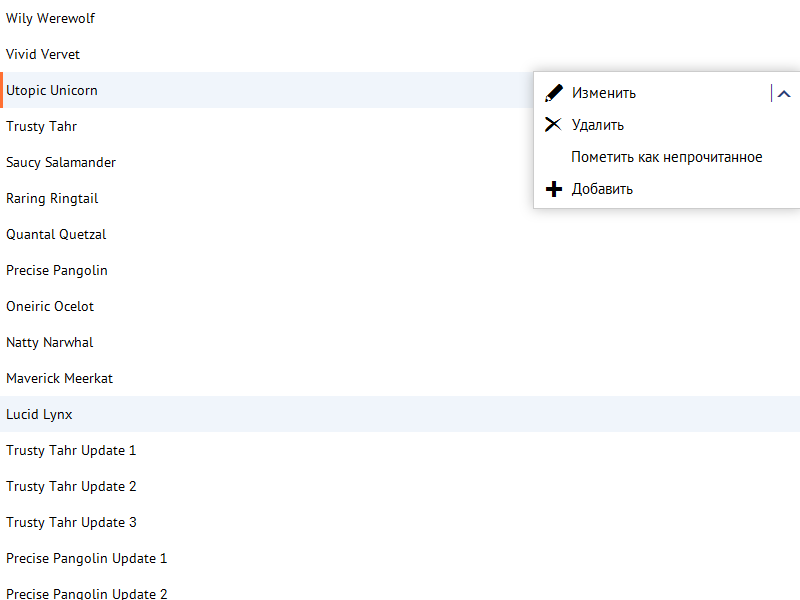 Wily Werewolf
Vivid Vervet
Utopic Unicorn
Изменить
Trusty Tahr
Удалить
Saucy Salamander
Пометить как непрочитанное
Raring Ringtail
Добавить
Quantal Quetzal
Precise Pangolin
Oneiric Ocelot
Natty Narwhal
Maverick Meerkat
Lucid Lynx
Trusty Tahr Update 1
Trusty Tahr Update 2
Trusty Tahr Update 3
Precise Pangolin Update 1
Precise Pangolin Update 2